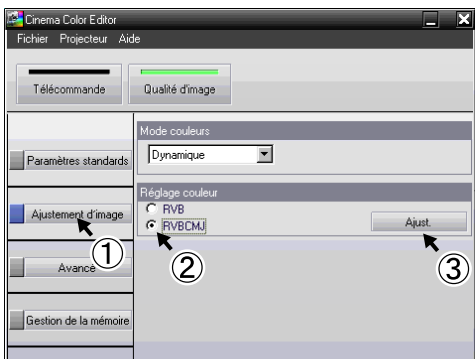 Cinema Color Editor
Fichier Projecteur Aide
Télécommande
Qualité d'image
Mode couleurs
Dynamique
Paramètres standards
Réglage couleur
RVB
RVBCMJ
Ajust.
Ajustement d'image
①
②
③
Avancé
Gestion de la mémoire